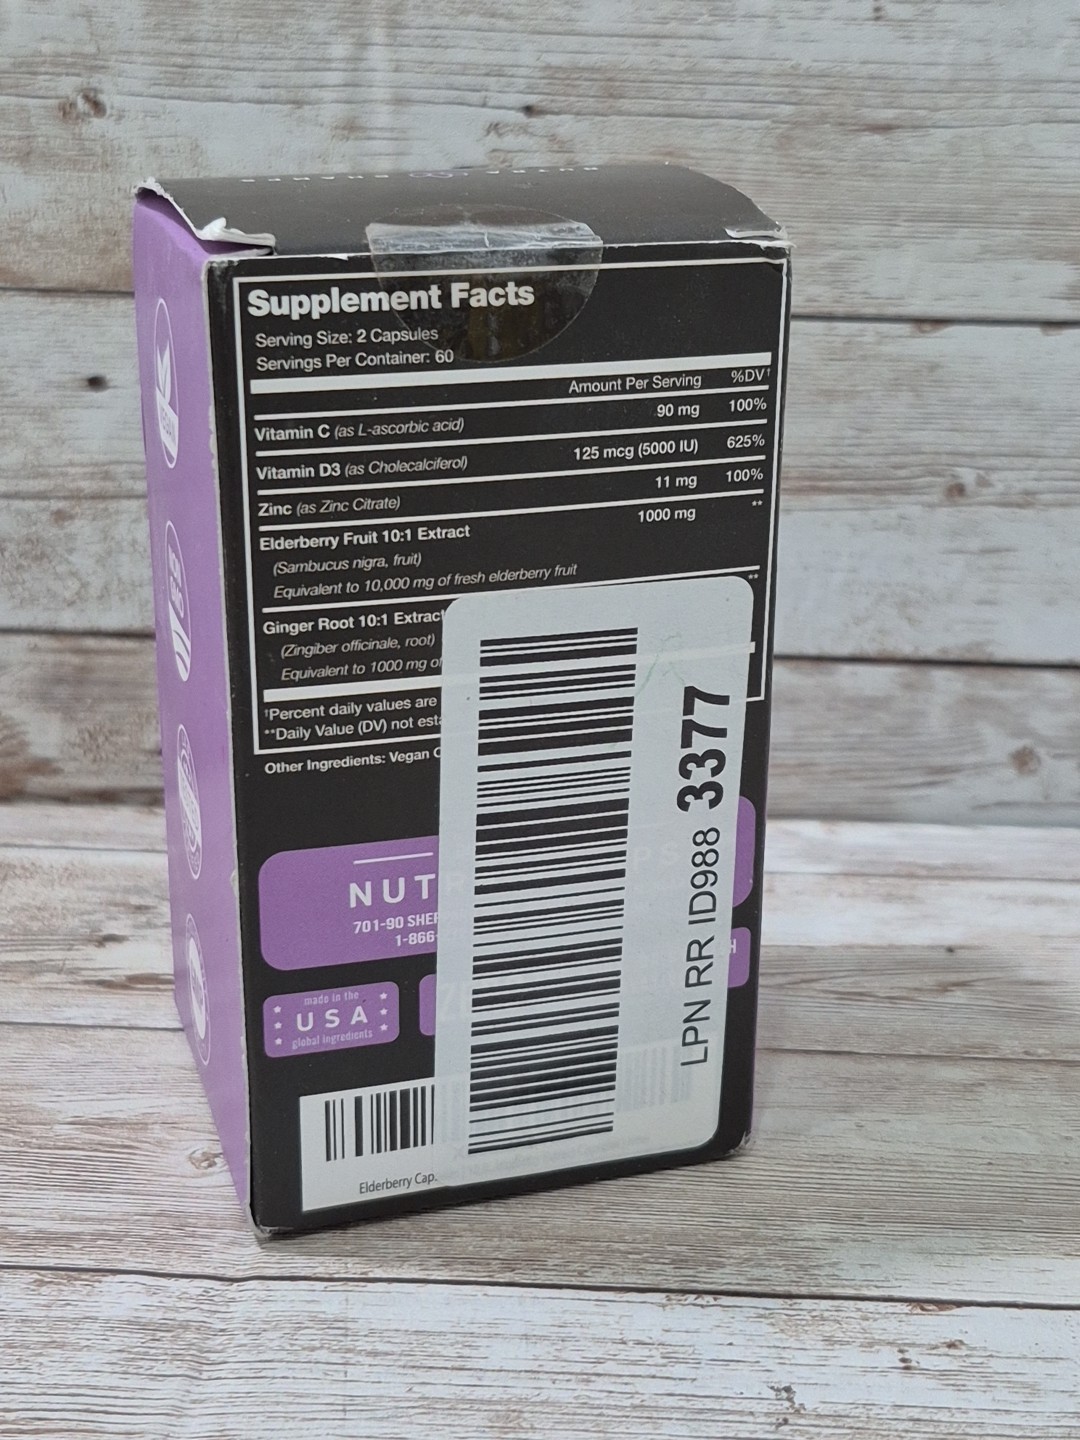 Supplement Facts
Serving Size: 2 Capsules
Servings Per Container: 60
Amount Per Serving %DV†
Vitamin C (as L-ascorbic acid) 90 mg 100%
Vitamin D3 (as Cholecalciferol) 125 mcg (5000 IU) 625%
Zinc (as Zinc Citrate) 11 mg 100%
Elderberry Fruit 10:1 Extract 1000 mg **
(Sambucus nigra, fruit)
Equivalent to 10,000 mg of fresh elderberry fruit
Ginger Root 10:1 Extract **
(Zingiber officinale, root)
Equivalent to 1000 mg of
†Percent daily values are
**Daily Value (DV) not
Other Ingredients: Vegan
701-90
1-866-
made in the
USA
global ingredients
Elderberry Cap.
LPN RR ID988 3377
VEGAN